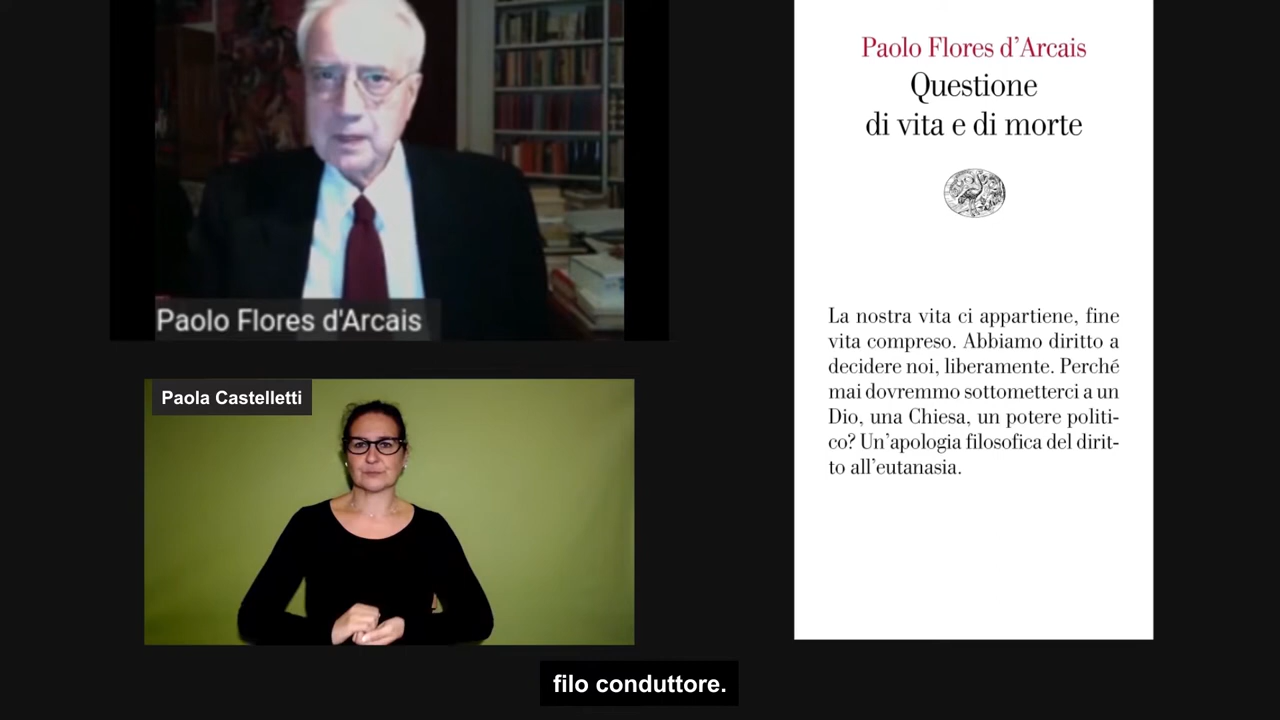 Paolo Flores d'Arcais
Paola Castelletti
Paolo Flores d’Arcais
Questione
di vita e di morte
La nostra vita ci appartiene, fine
vita compreso. Abbiamo diritto a
decidere noi, liberamente. Perché
mai dovremmo sottometterci a un
Dio, una Chiesa, un potere politi-
co? Un’apologia filosofica del dirit-
to all’eutanasia.
filo conduttore.